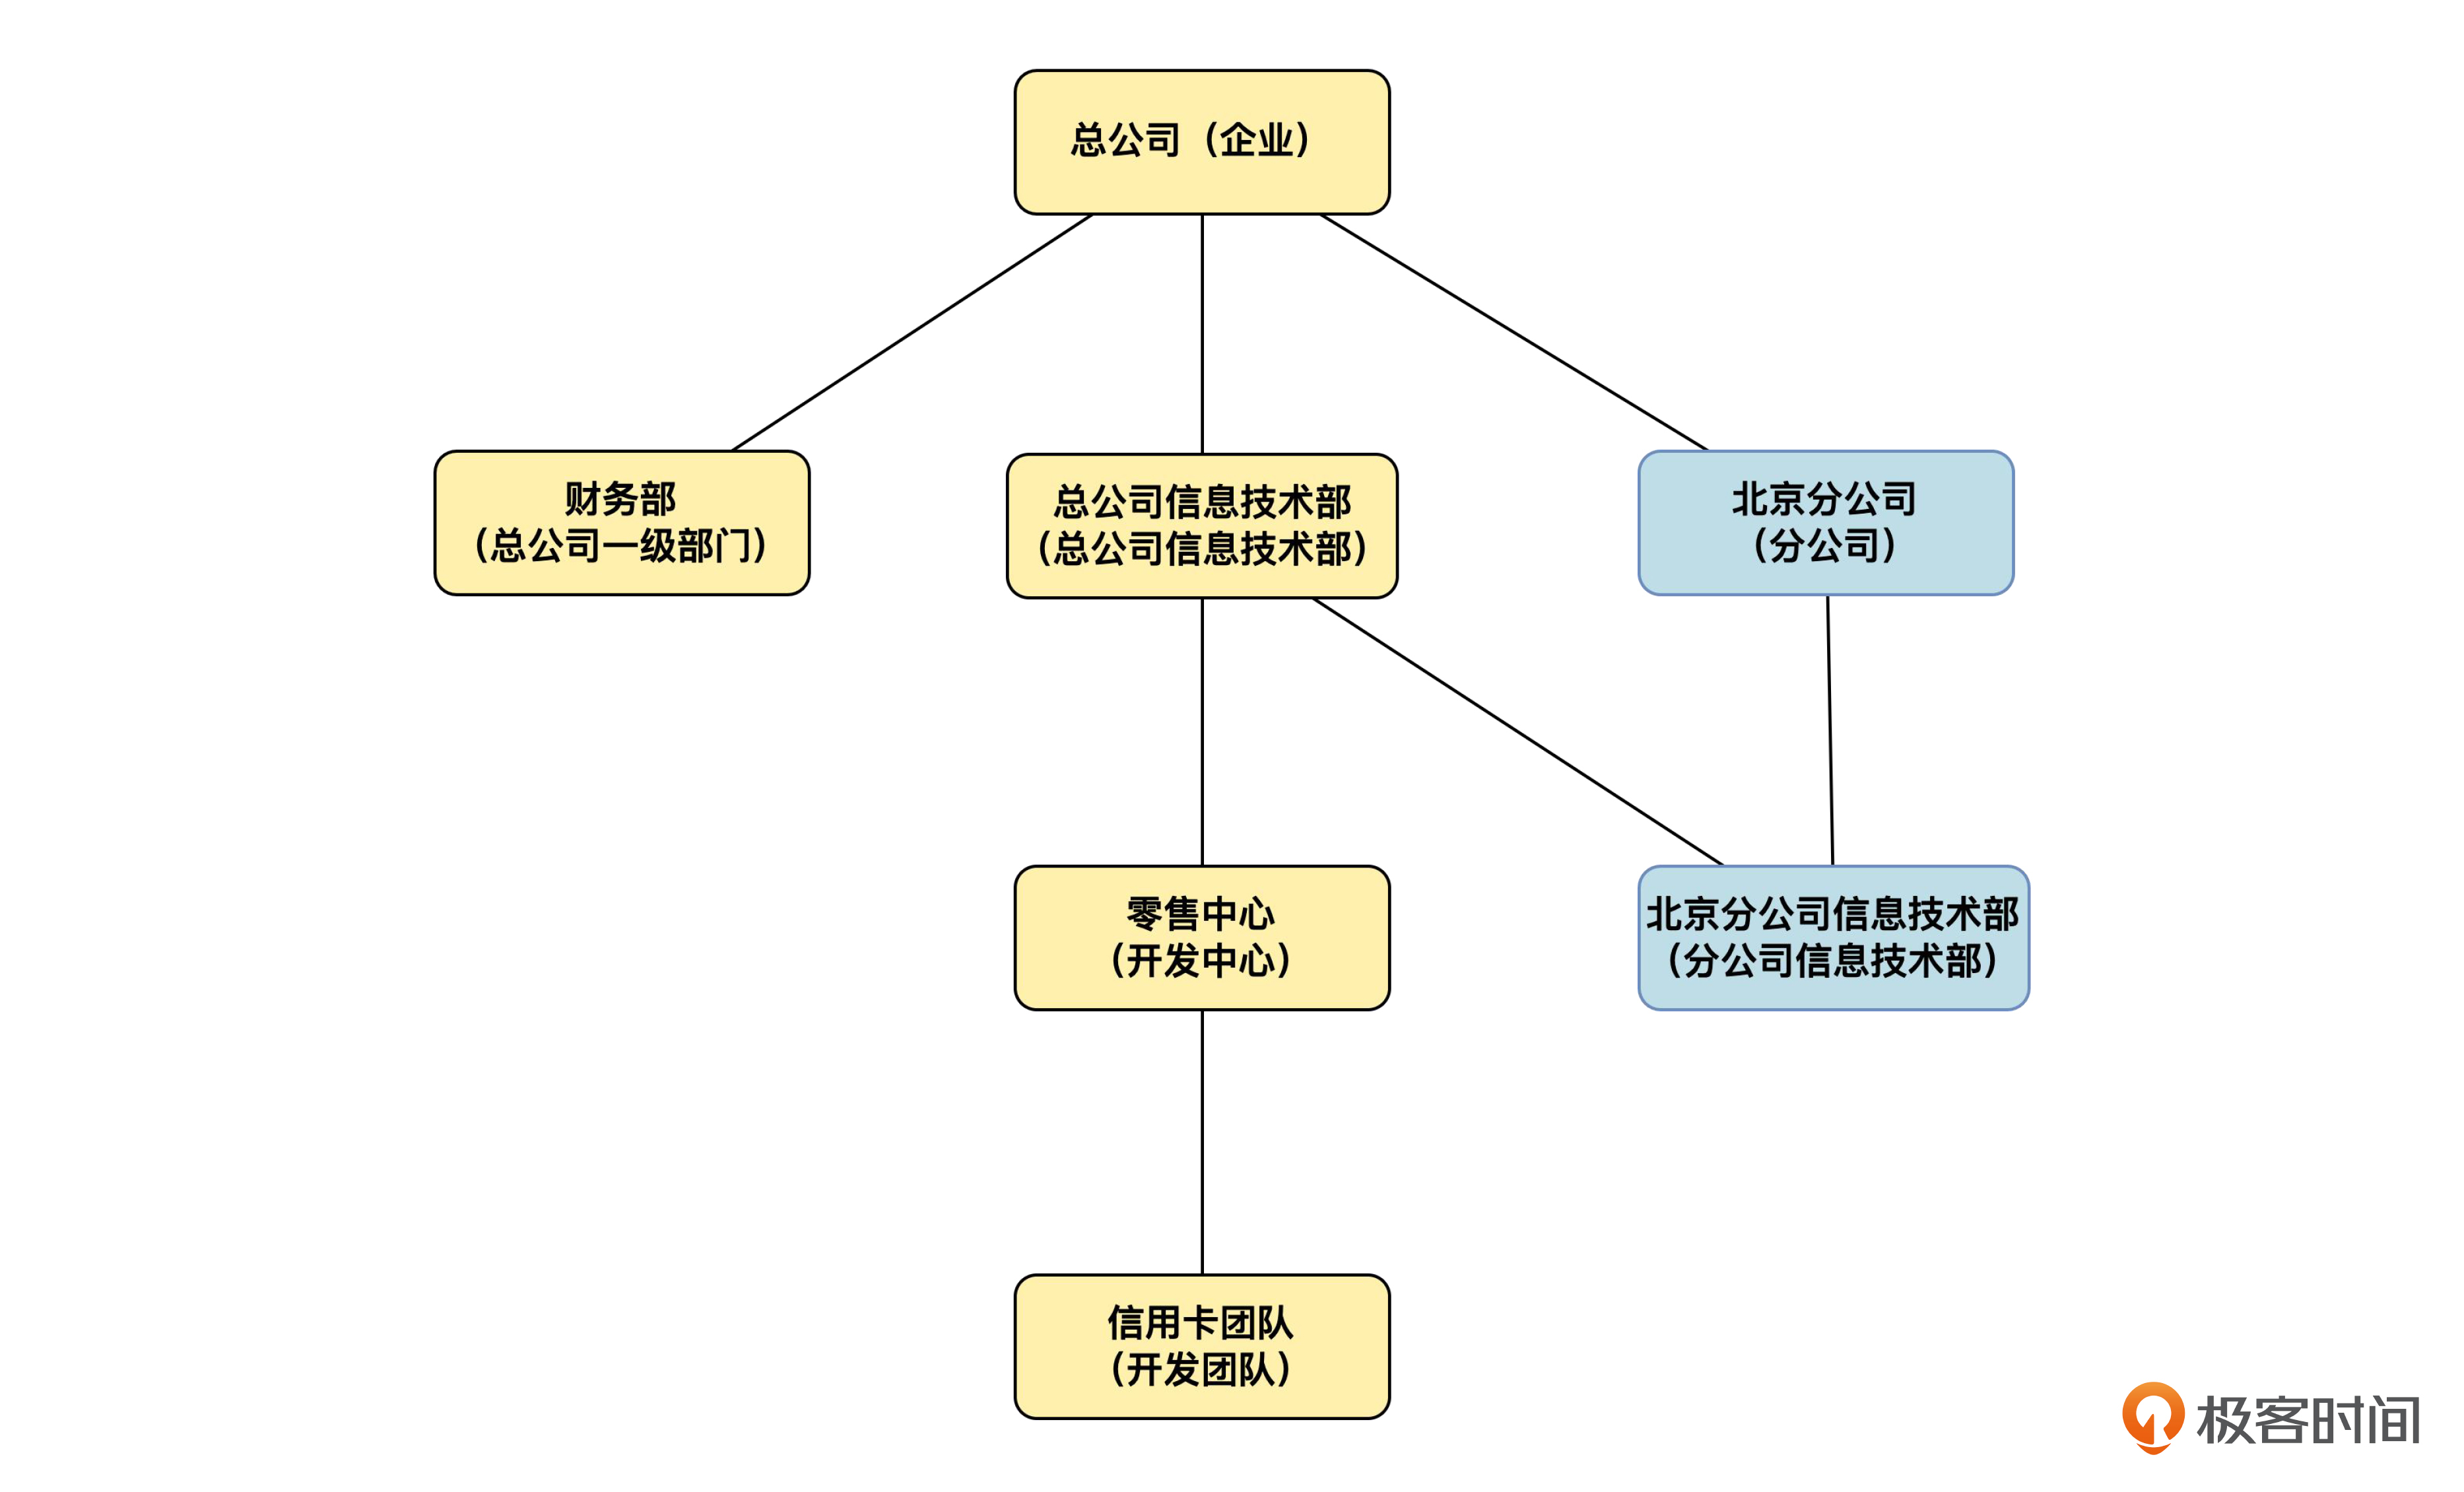 总公司（企业）
财务部
（总公司一级部门）
总公司信息技术部
（总公司信息技术部）
北京分公司
（分公司）
零售中心
（开发中心）
北京分公司信息技术部
（分公司信息技术部）
信用卡团队
（开发团队）
极客时间